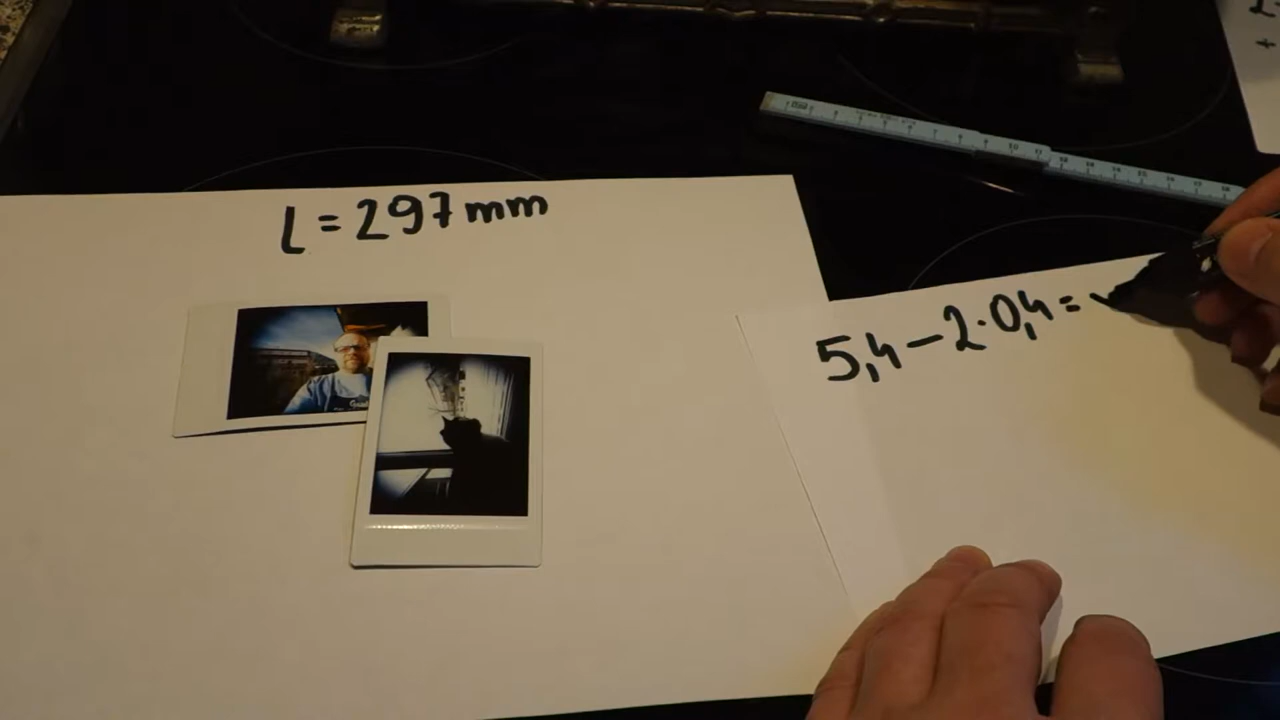 L = 297 mm
5,4 - 2 · 0,4 =